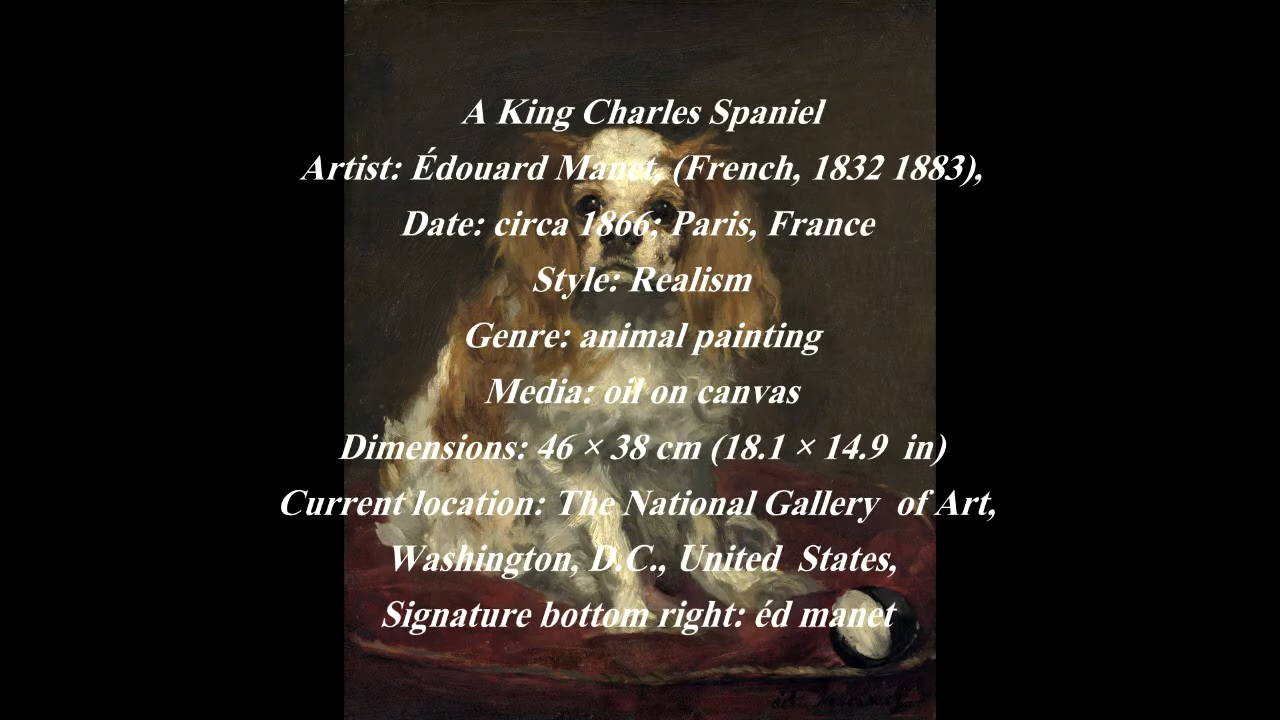 A King Charles Spaniel
Artist: Édouard Manet, (French, 1832 1883),
Date: circa 1866; Paris, France
Style: Realism
Genre: animal painting
Media: oil on canvas
Dimensions: 46 × 38 cm (18.1 × 14.9 in)
Current location: The National Gallery of Art,
Washington, D.C., United States,
Signature bottom right: éd manet